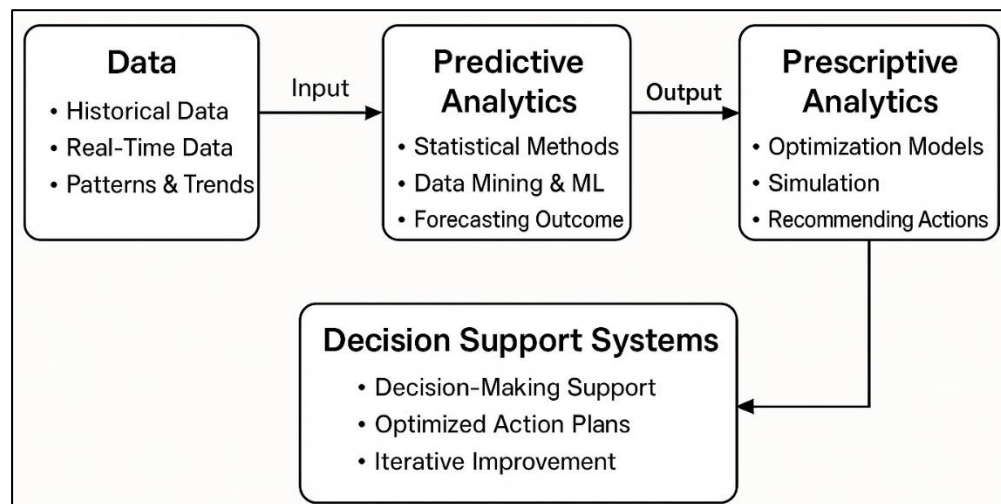 Data
• Historical Data
• Real-Time Data
• Patterns & Trends
Input
Predictive
Analytics
• Statistical Methods
• Data Mining & ML
• Forecasting Outcome
Output
Prescriptive
Analytics
• Optimization Models
• Simulation
• Recommending Actions
Decision Support Systems
• Decision-Making Support
• Optimized Action Plans
• Iterative Improvement